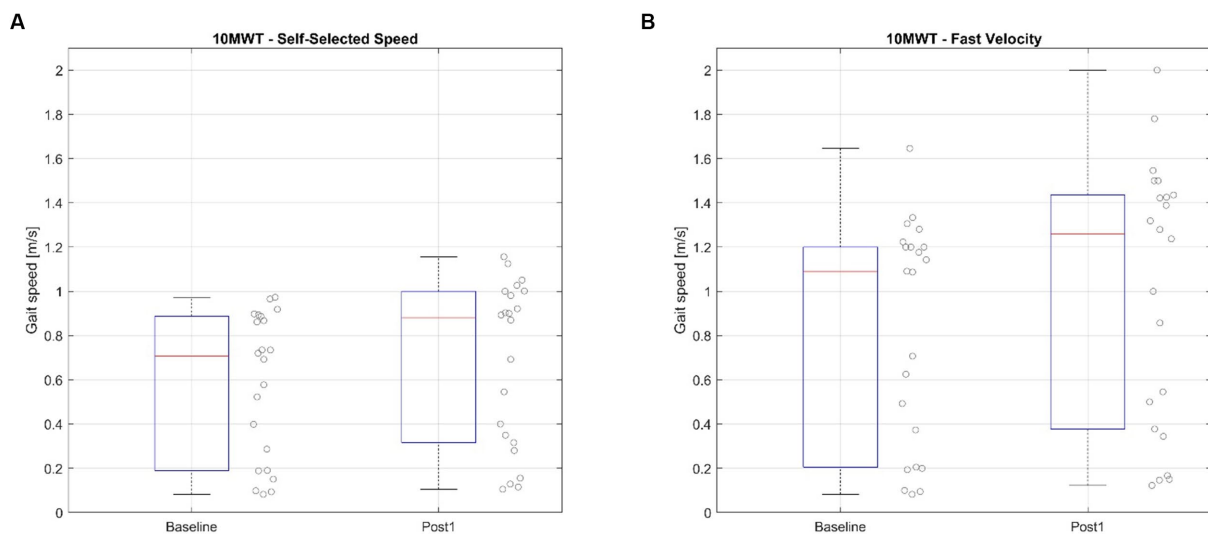 A
10MWT - Self-Selected Speed
2
1.8
1.6
1.4
1.2
1
0.8
0.6
0.4
0.2
0
Gait speed [m/s]
Baseline
Post1
B
10MWT - Fast Velocity
2
1.8
1.6
1.4
1.2
1
0.8
0.6
0.4
0.2
0
Gait speed [m/s]
Baseline
Post1